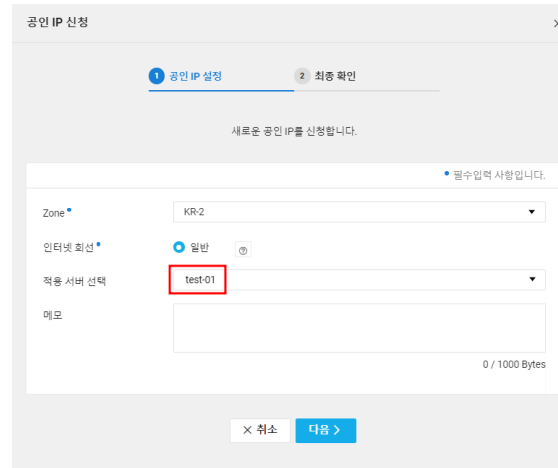 공인 IP 신청
1 공인 IP 설정
2 최종 확인
새로운 공인 IP를 신청합니다.
• 필수입력 사항입니다.
Zone •
KR-2
인터넷 회선 •
일반
적용 서버 선택
test-01
메모
0 / 1000 Bytes
× 취소
다음 >